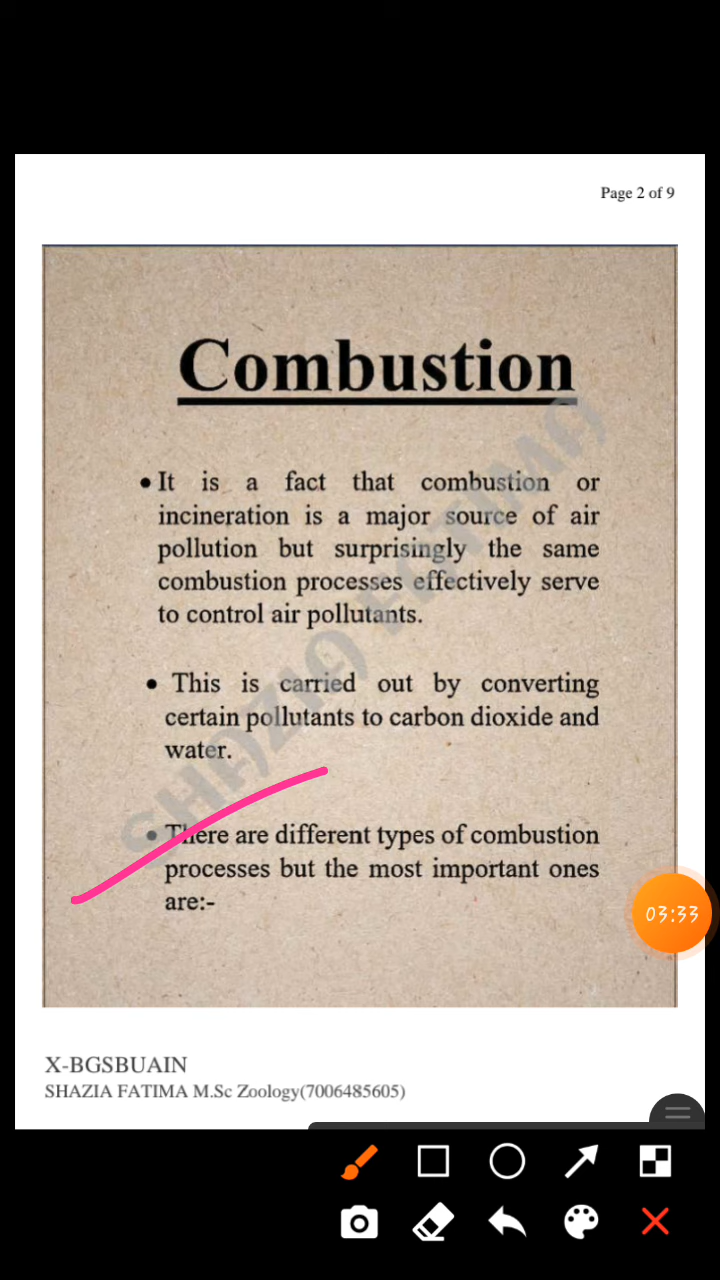 Page 2 of 9
Combustion
• It is a fact that combustion or
incineration is a major source of air
pollution but surprisingly the same
combustion processes effectively serve
to control air pollutants.
• This is carried out by converting
certain pollutants to carbon dioxide and
water.
• There are different types of combustion
processes but the most important ones
are:-
SHAZIA FATIMA
03:33
X-BGSBUAIN
SHAZIA FATIMA M.Sc Zoology(7006485605)